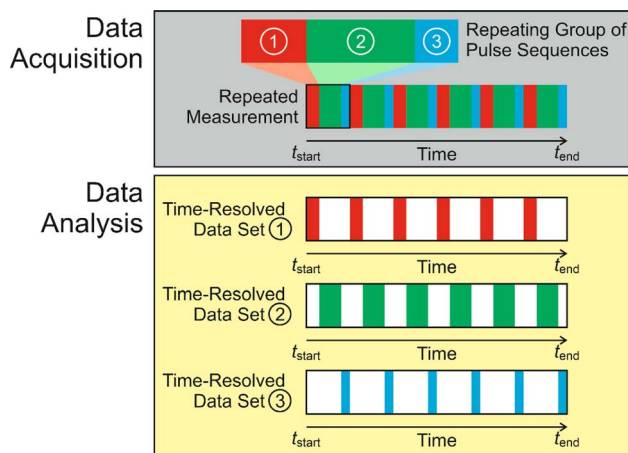 Data
Acquisition
① ② ③
Repeating Group of
Pulse Sequences
Repeated
Measurement
tstart Time tend
Data
Analysis
Time-Resolved
Data Set ①
tstart Time tend
Time-Resolved
Data Set ②
tstart Time tend
Time-Resolved
Data Set ③
tstart Time tend